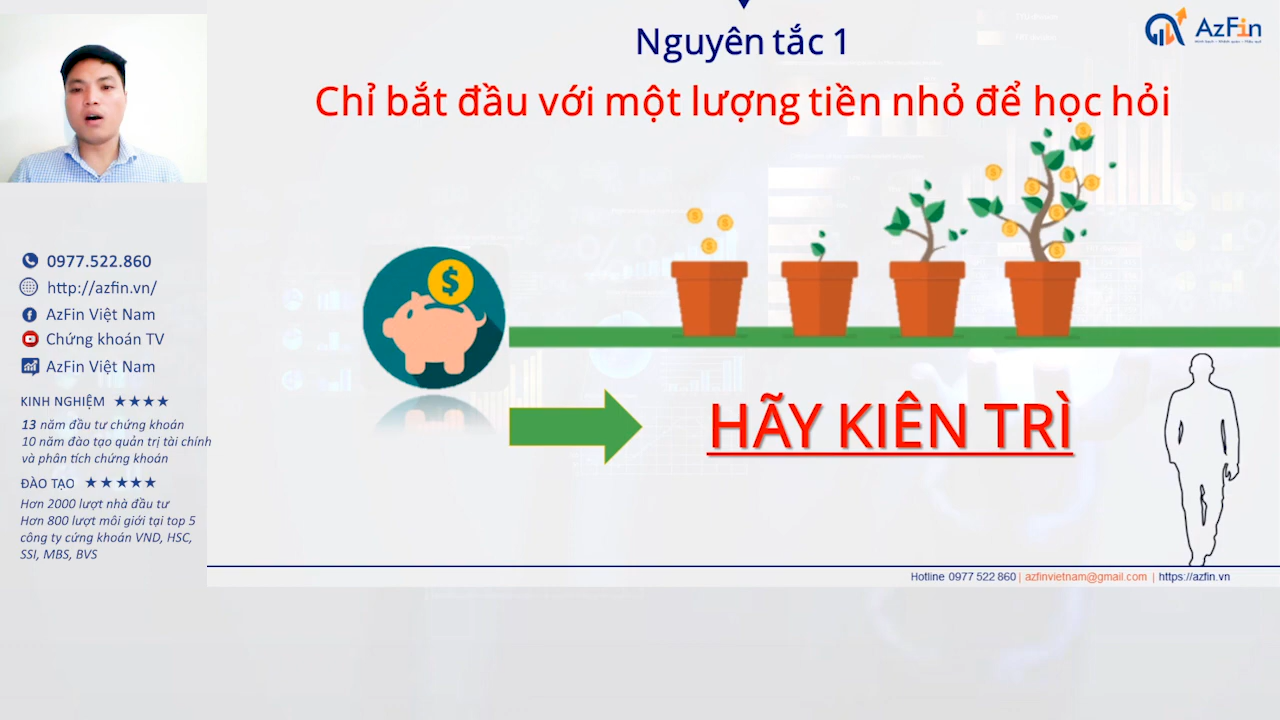 Nguyên tắc 1
AzFin
Chỉ bắt đầu với một lượng tiền nhỏ để học hỏi
$
HÃY KIÊN TRÌ
0977.522.860
http://azfin.vn/
AzFin Việt Nam
Chứng khoán TV
AzFin Việt Nam
KINH NGHIỆM ★★★★
13 năm đầu tư chứng khoán
10 năm đào tạo quản trị tài chính
và phân tích chứng khoán
ĐÀO TẠO ★★★★★
Hơn 2000 lượt nhà đầu tư
Hơn 800 lượt môi giới tại top 5
công ty cứng khoán VND, HSC,
SSI, MBS, BVS
Hotline 0977 522 860 | azfinvietnam@gmail.com | https://azfin.vn